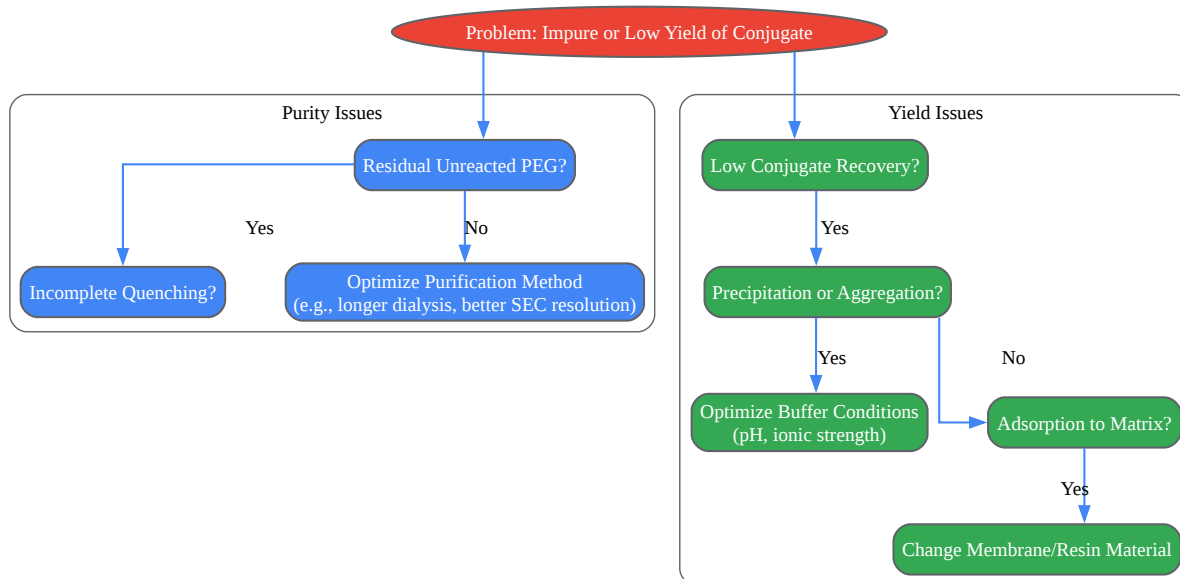 Problem: Impure or Low Yield of Conjugate
Purity Issues
Residual Unreacted PEG?
Yes
No
Incomplete Quenching?
Optimize Purification Method
(e.g., longer dialysis, better SEC resolution)
Yield Issues
Low Conjugate Recovery?
Yes
Precipitation or Aggregation?
Yes
No
Optimize Buffer Conditions
(pH, ionic strength)
Adsorption to Matrix?
Yes
Change Membrane/Resin Material